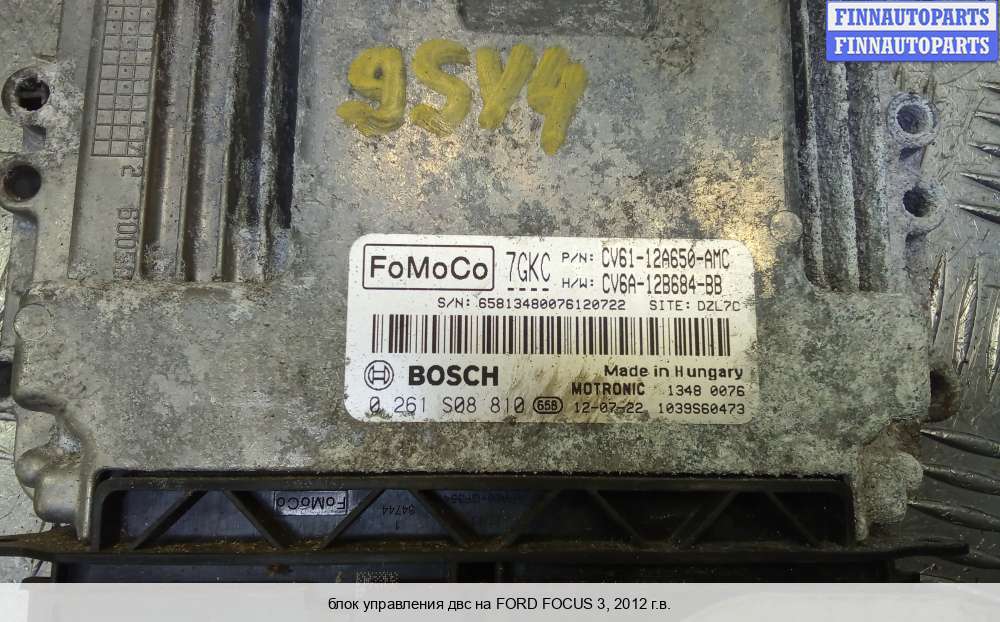 FINNAUTOPARTS
FINNAUTOPARTS
9SY4
FoMoCo 7GKC P/N: CV61-12A650-AMC
H/W: CV6A-12B684-BB
S/N: 65813480076120722 SITE: DZL7C
BOSCH Made in Hungary
MOTRONIC 1348 0076
0 261 S08 810 658 12-07-22 1039S60473
FoMoCo
64744
1
блок управления двс на FORD FOCUS 3, 2012 г.в.